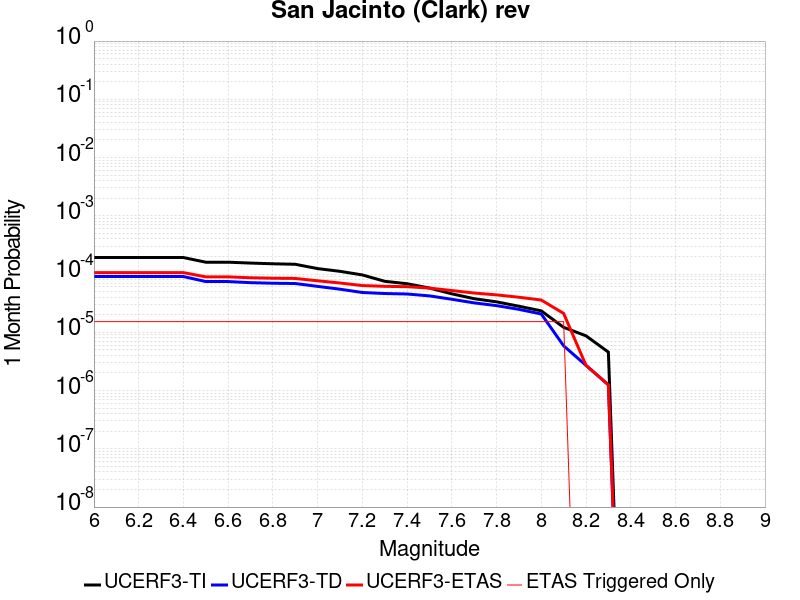 San Jacinto (Clark) rev
10^0
10^-1
10^-2
10^-3
10^-4
10^-5
10^-6
10^-7
10^-8
1 Month Probability
6 6.2 6.4 6.6 6.8 7 7.2 7.4 7.6 7.8 8 8.2 8.4 8.6 8.8 9
Magnitude
UCERF3-TI UCERF3-TD UCERF3-ETAS ETAS Triggered Only